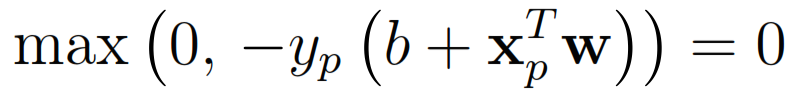 max (0, −y_p (b + x_p^T w)) = 0